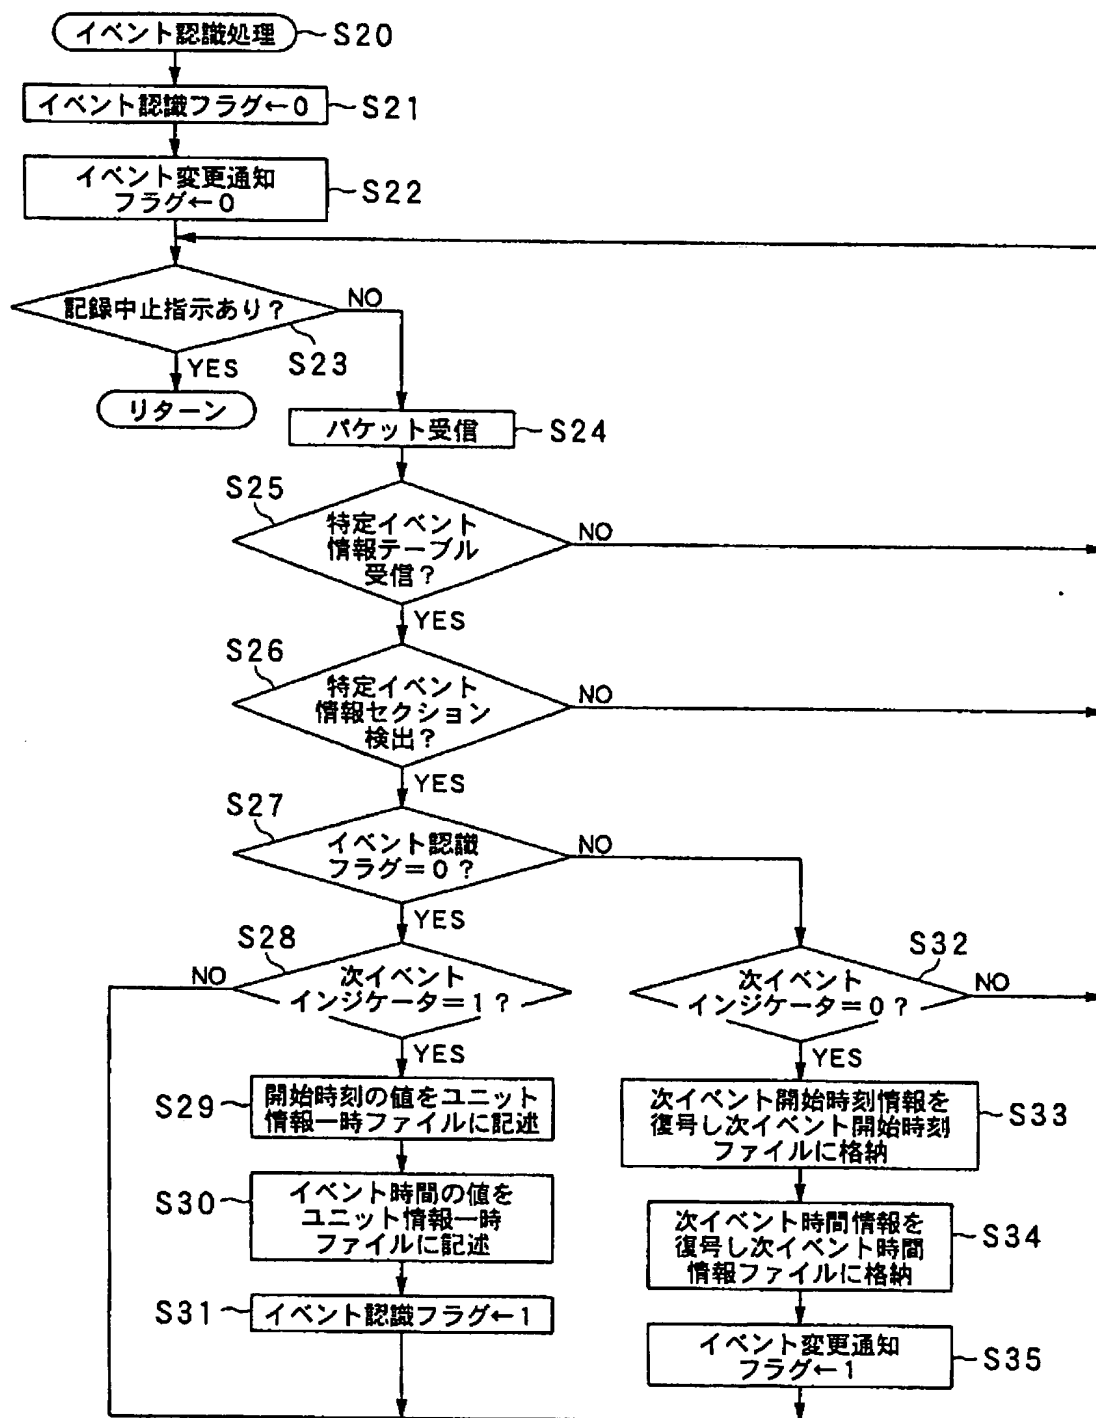 イベント認識処理
S20
イベント認識フラグ←0
S21
イベント変更通知
フラグ←0
S22
記録中止指示あり?
NO
S23
YES
リターン
パケット受信
S24
S25
特定イベント
情報テーブル
受信?
NO
YES
S26
特定イベント
情報セクション
検出?
NO
YES
S27
イベント認識
フラグ=0?
NO
YES
S28
NO
次イベント
インジケータ=1?
YES
S32
次イベント
インジケータ=0?
NO
YES
S29
開始時刻の値をユニット
情報一時ファイルに記述
次イベント開始時刻情報を
復号し次イベント開始時刻
ファイルに格納
S33
S30
イベント時間の値を
ユニット情報一時
ファイルに記述
次イベント時間情報を
復号し次イベント時間
情報ファイルに格納
S34
S31
イベント認識フラグ←1
イベント変更通知
フラグ←1
S35